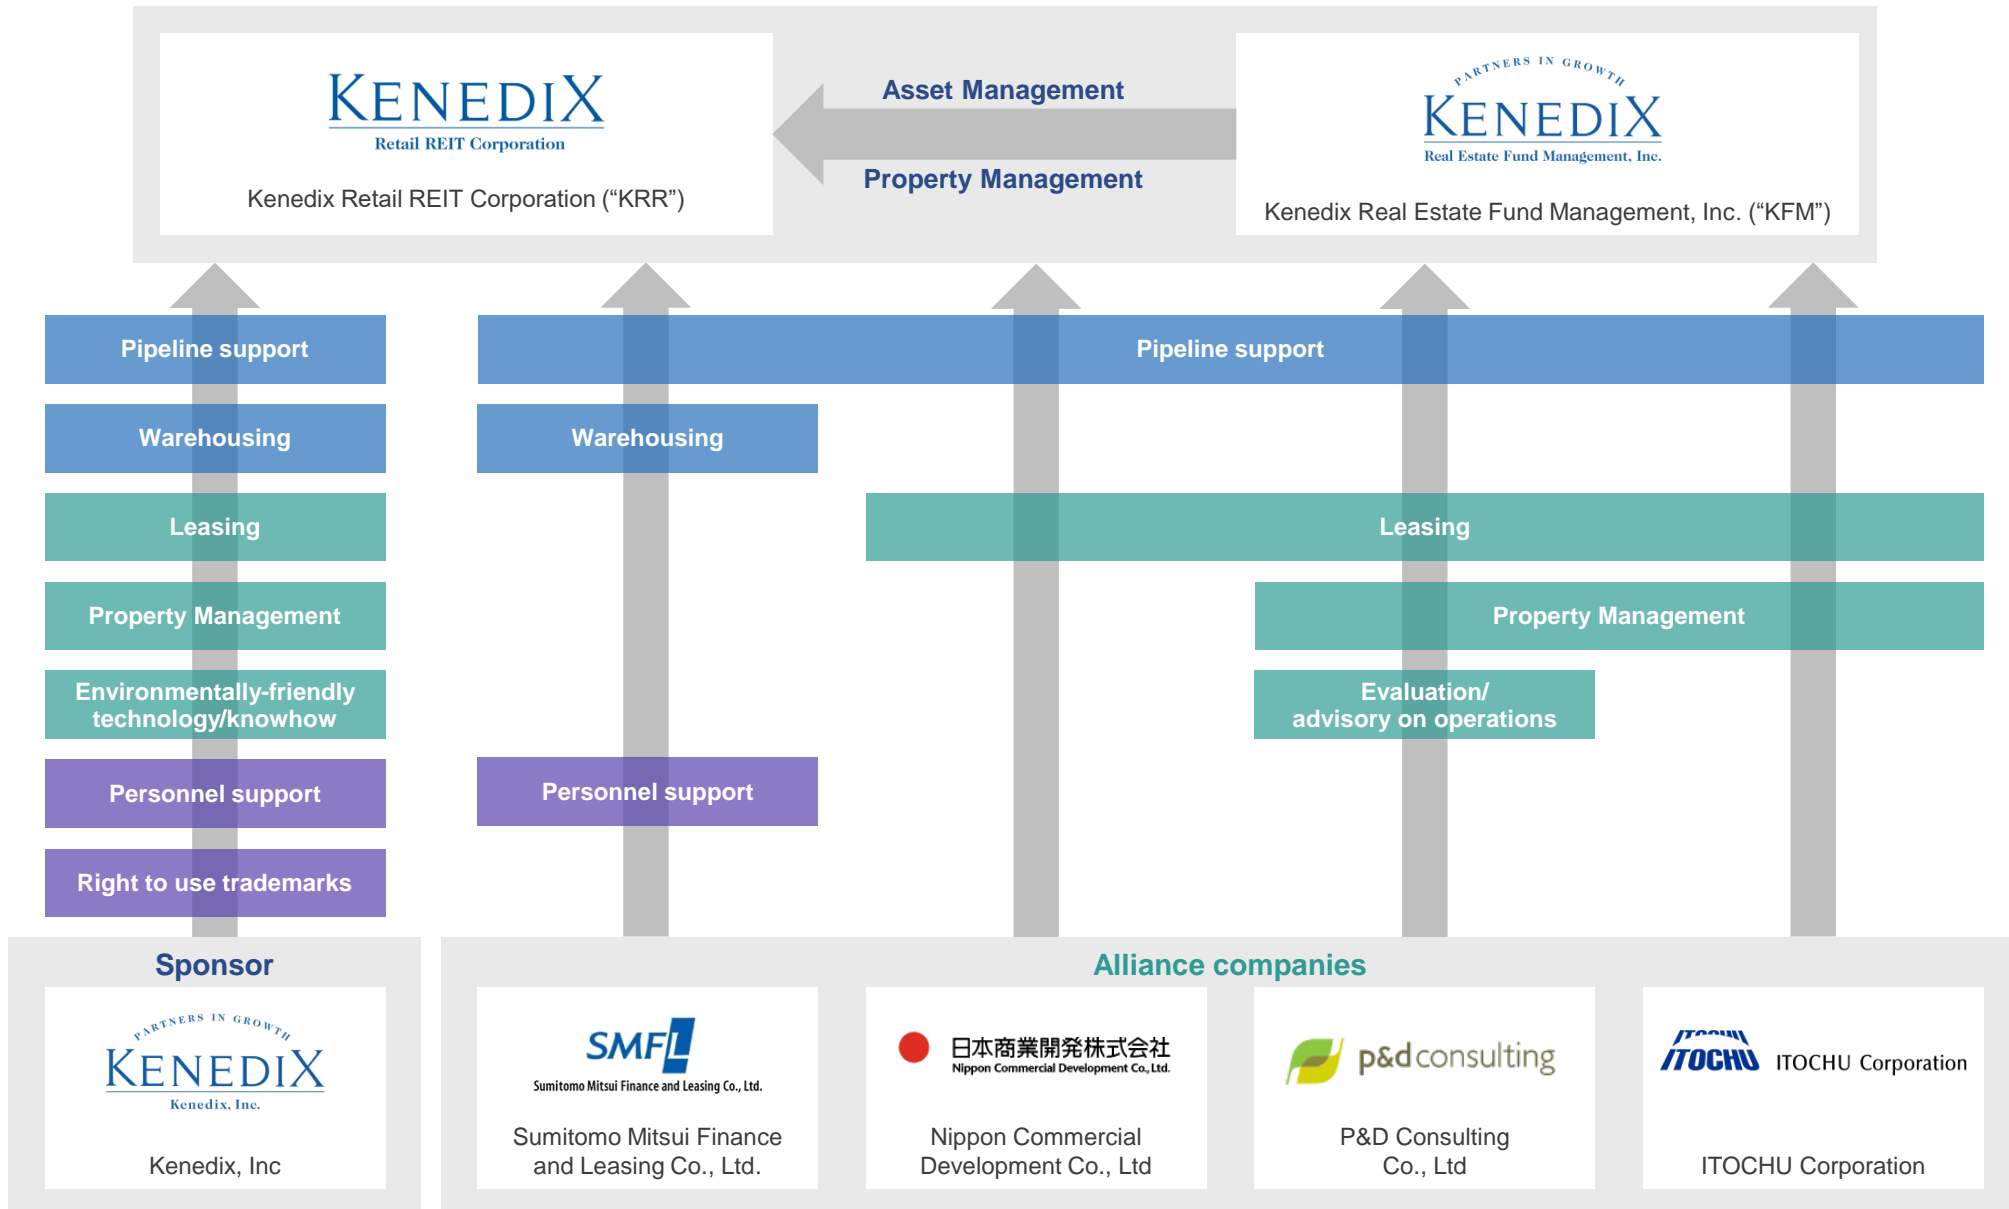 KENEDIX
Retail REIT Corporation
Kenedix Retail REIT Corporation (“KRR”)
Asset Management
Property Management
PARTNERS IN GROWTH
KENEDIX
Real Estate Fund Management, Inc.
Kenedix Real Estate Fund Management, Inc. (“KFM”)
Pipeline support
Pipeline support
Warehousing
Warehousing
Leasing
Leasing
Property Management
Property Management
Environmentally-friendly
technology/knowhow
Evaluation/
advisory on operations
Personnel support
Personnel support
Right to use trademarks
Sponsor
PARTNERS IN GROWTH
KENEDIX
Kenedix, Inc.
Kenedix, Inc
Alliance companies
SMFL
Sumitomo Mitsui Finance and Leasing Co., Ltd.
Sumitomo Mitsui Finance
and Leasing Co., Ltd.
日本商業開発株式会社
Nippon Commercial Development Co., Ltd.
Nippon Commercial
Development Co., Ltd
p&d consulting
P&D Consulting
Co., Ltd
ITOCHU
ITOCHU
ITOCHU Corporation
ITOCHU Corporation